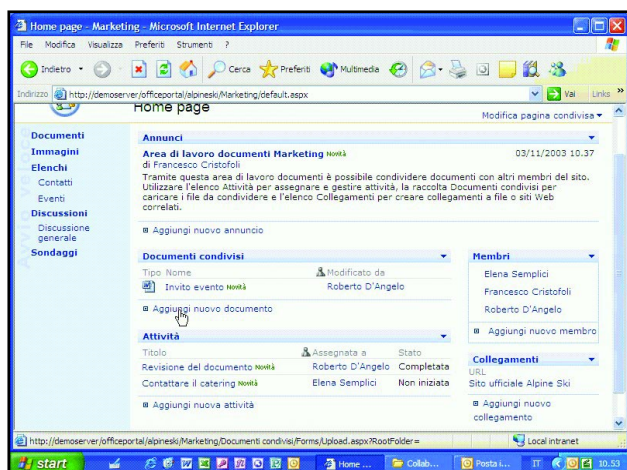 Home page - Marketing - Microsoft Internet Explorer
File Modifica Visualizza Preferiti Strumenti ?
Indietro Cerca Preferiti Multimedia
Indirizzo http://demoserver/officeportal/alpineski/Marketing/default.aspx Vai Links »
Home page
Modifica pagina condivisa
Avvio veloce
Documenti
Immagini
Elenchi
Contatti
Eventi
Discussioni
Discussione
generale
Sondaggi
Annunci
Area di lavoro documenti Marketing Novità 03/11/2003 10.37
di Francesco Cristofoli
Tramite questa area di lavoro documenti è possibile condividere documenti con altri membri del sito.
Utilizzare l'elenco Attività per assegnare e gestire attività, la raccolta Documenti condivisi per
caricare i file da condividere e l'elenco Collegamenti per creare collegamenti a file o siti Web
correlati.
Aggiungi nuovo annuncio
Documenti condivisi
Tipo Nome Modificato da
Invito evento Novità Roberto D'Angelo
Aggiungi nuovo documento
Attività
Titolo Assegnata a Stato
Revisione del documento Novità Roberto D'Angelo Completata
Contattare il catering Novità Elena Semplici Non iniziata
Aggiungi nuova attività
Membri
Elena Semplici
Francesco Cristofoli
Roberto D'Angelo
Aggiungi nuovo membro
Collegamenti
URL
Sito ufficiale Alpine Ski
Aggiungi nuovo
collegamento
http://demoserver/officeportal/alpineski/Marketing/Documenti condivisi/Forms/Upload.aspx?RootFolder= Local intranet
start Home ... Collab... Posta i... IT 10.53